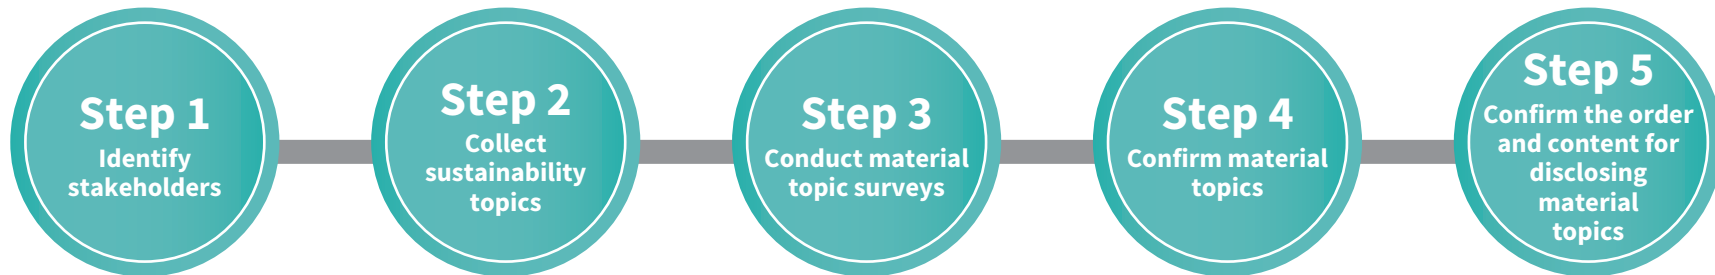 Step 1
Identify
stakeholders
Step 2
Collect
sustainability
topics
Step 3
Conduct material
topic surveys
Step 4
Confirm material
topics
Step 5
Confirm the order
and content for
disclosing
material
topics